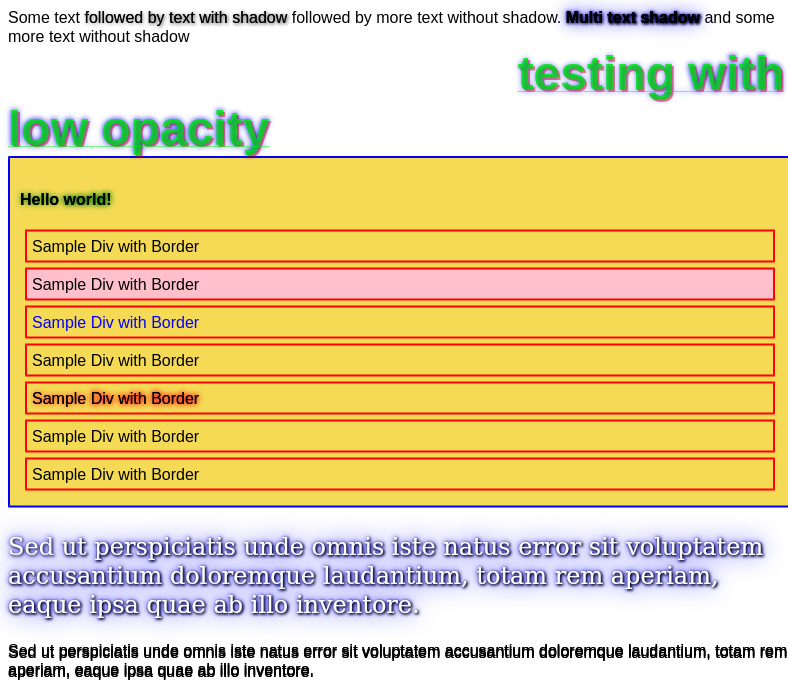 Some text followed by text with shadow followed by more text without shadow. Multi text shadow and some
more text without shadow
testing with
low opacity
Hello world!
Sample Div with Border
Sample Div with Border
Sample Div with Border
Sample Div with Border
Sample Div with Border
Sample Div with Border
Sample Div with Border
Sed ut perspiciatis unde omnis iste natus error sit voluptatem
accusantium doloremque laudantium, totam rem aperiam,
eaque ipsa quae ab illo inventore.
Sed ut perspiciatis unde omnis iste natus error sit voluptatem accusantium doloremque laudantium, totam rem
aperiam, eaque ipsa quae ab illo inventore.